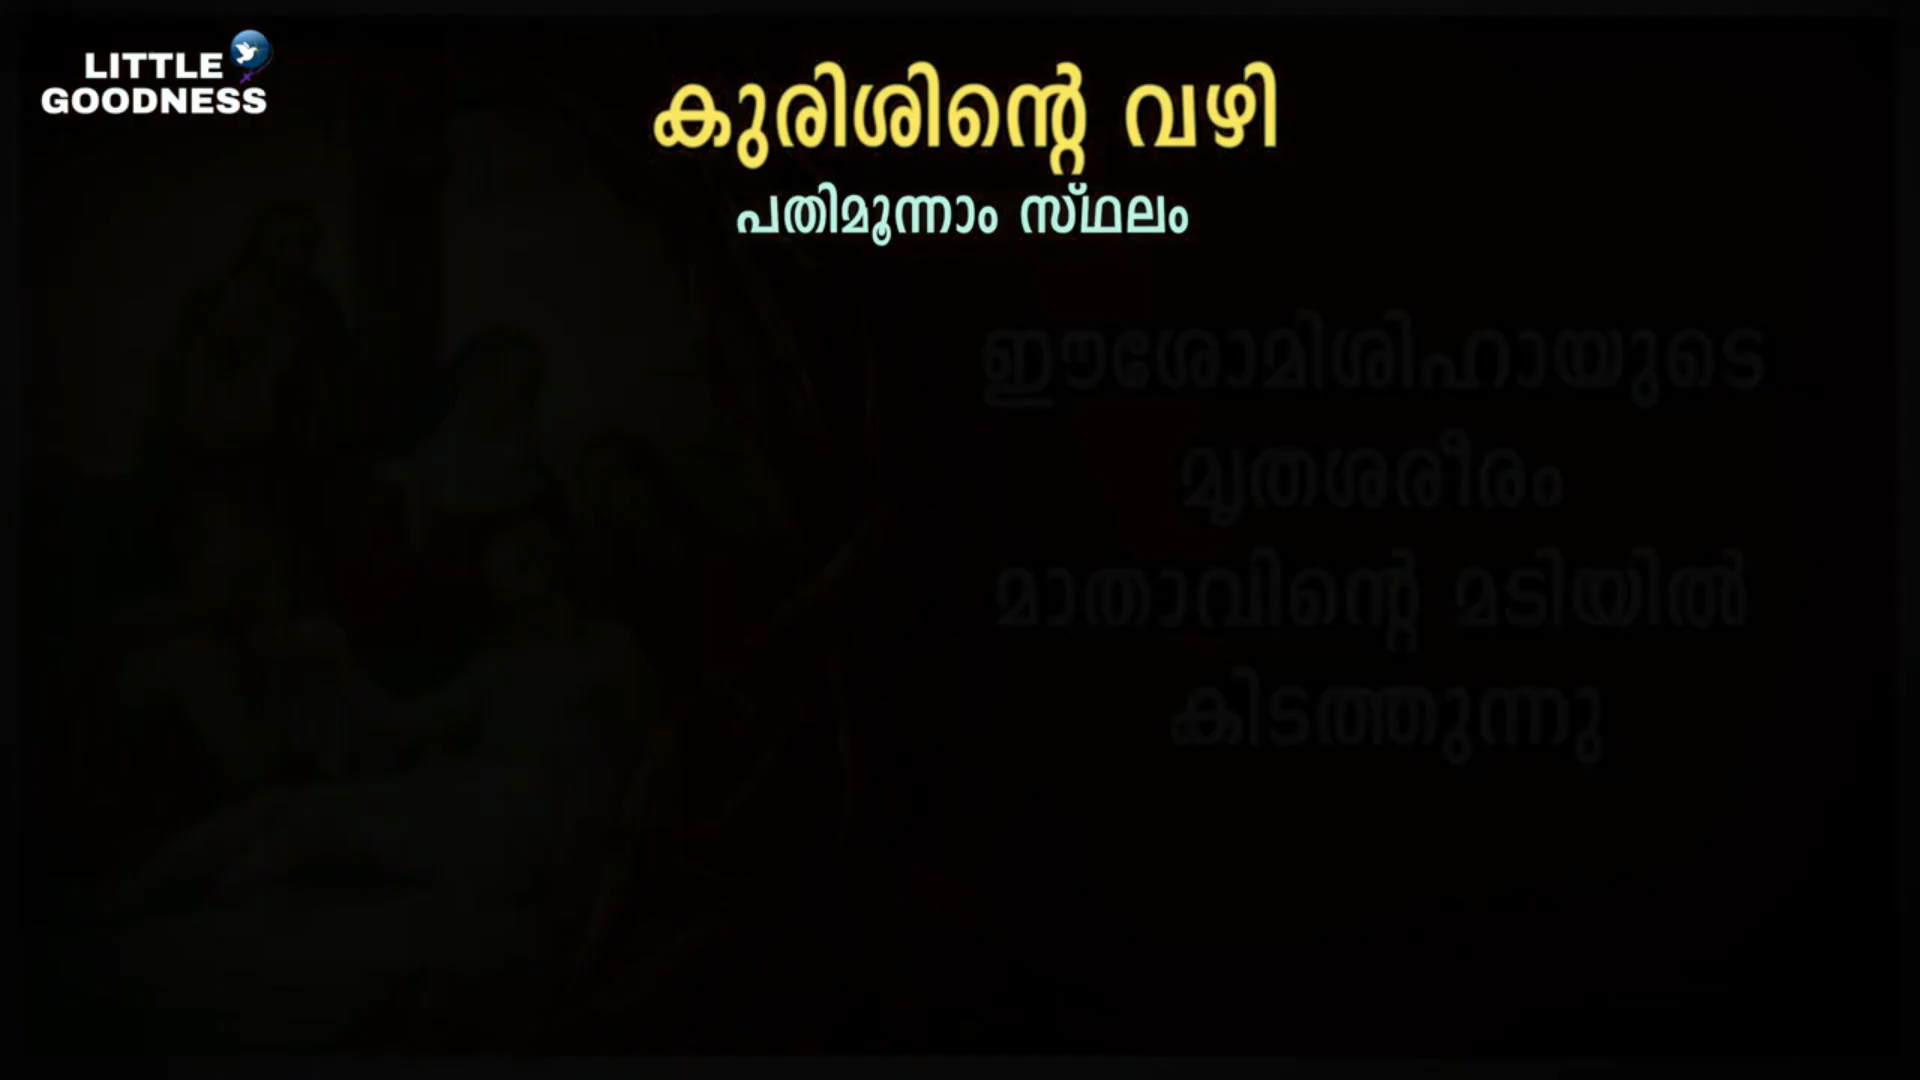 LITTLE
GOODNESS
കുരിശിന്റെ വഴി
പതിമൂന്നാം സ്ഥലം
ഈശോമിശിഹായുടെ
മൃതശരീരം
മാതാവിന്റെ മടിയിൽ
കിടത്തുന്നു